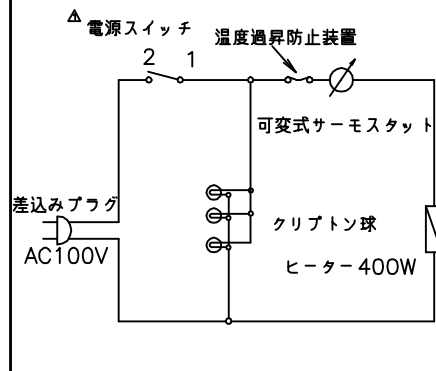 電源スイッチ
温度過昇防止装置
2 1
可変式サーモスタット
差込みプラグ
クリプトン球
AC100V
ヒーター400W